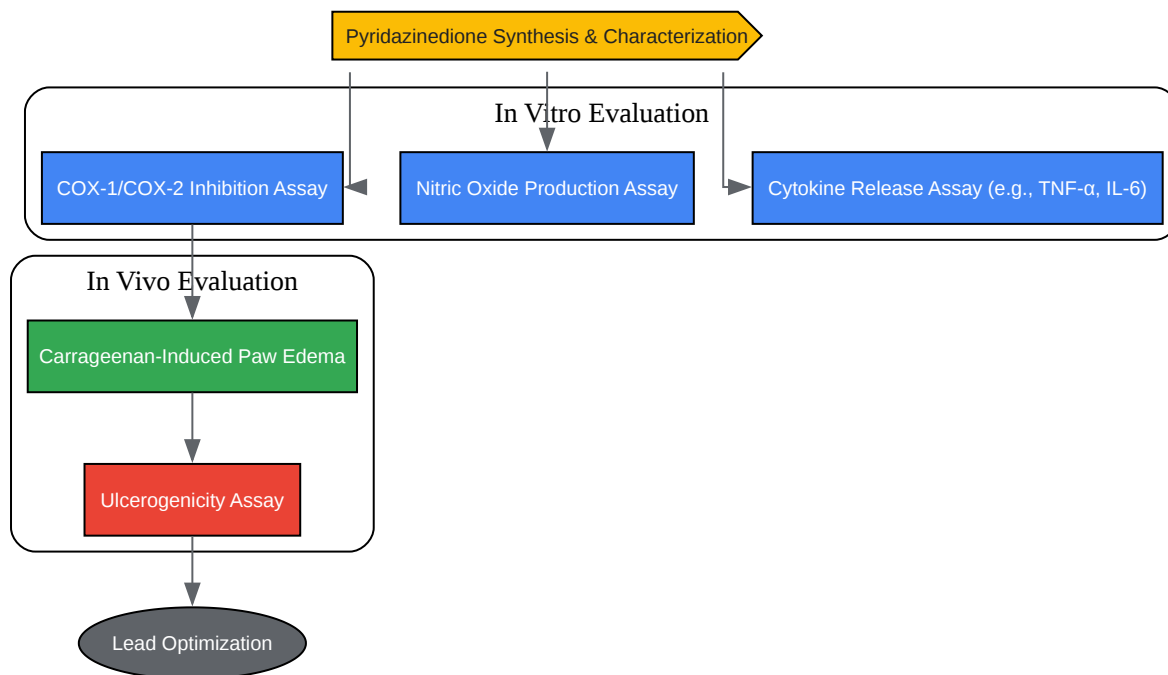 Pyridazinedione Synthesis & Characterization
In Vitro Evaluation
COX-1/COX-2 Inhibition Assay
Nitric Oxide Production Assay
Cytokine Release Assay (e.g., TNF-α, IL-6)
In Vivo Evaluation
Carrageenan-Induced Paw Edema
Ulcerogenicity Assay
Lead Optimization